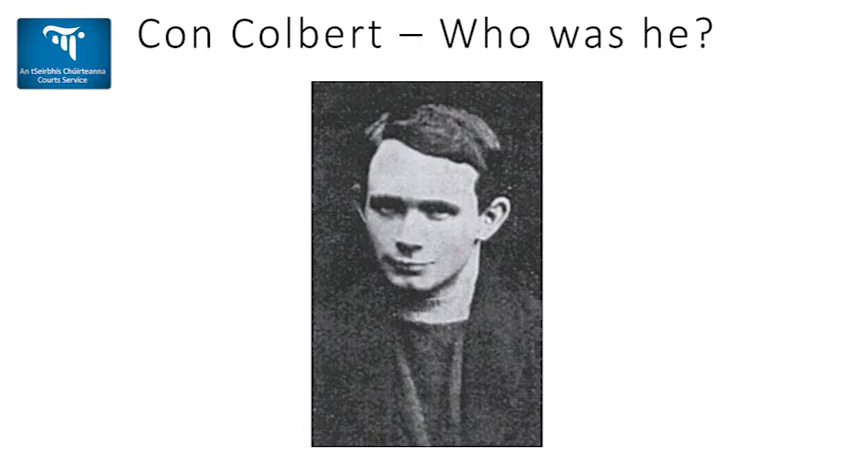 Con Colbert – Who was he?
An tSeirbhís Chúirteanna
Courts Service